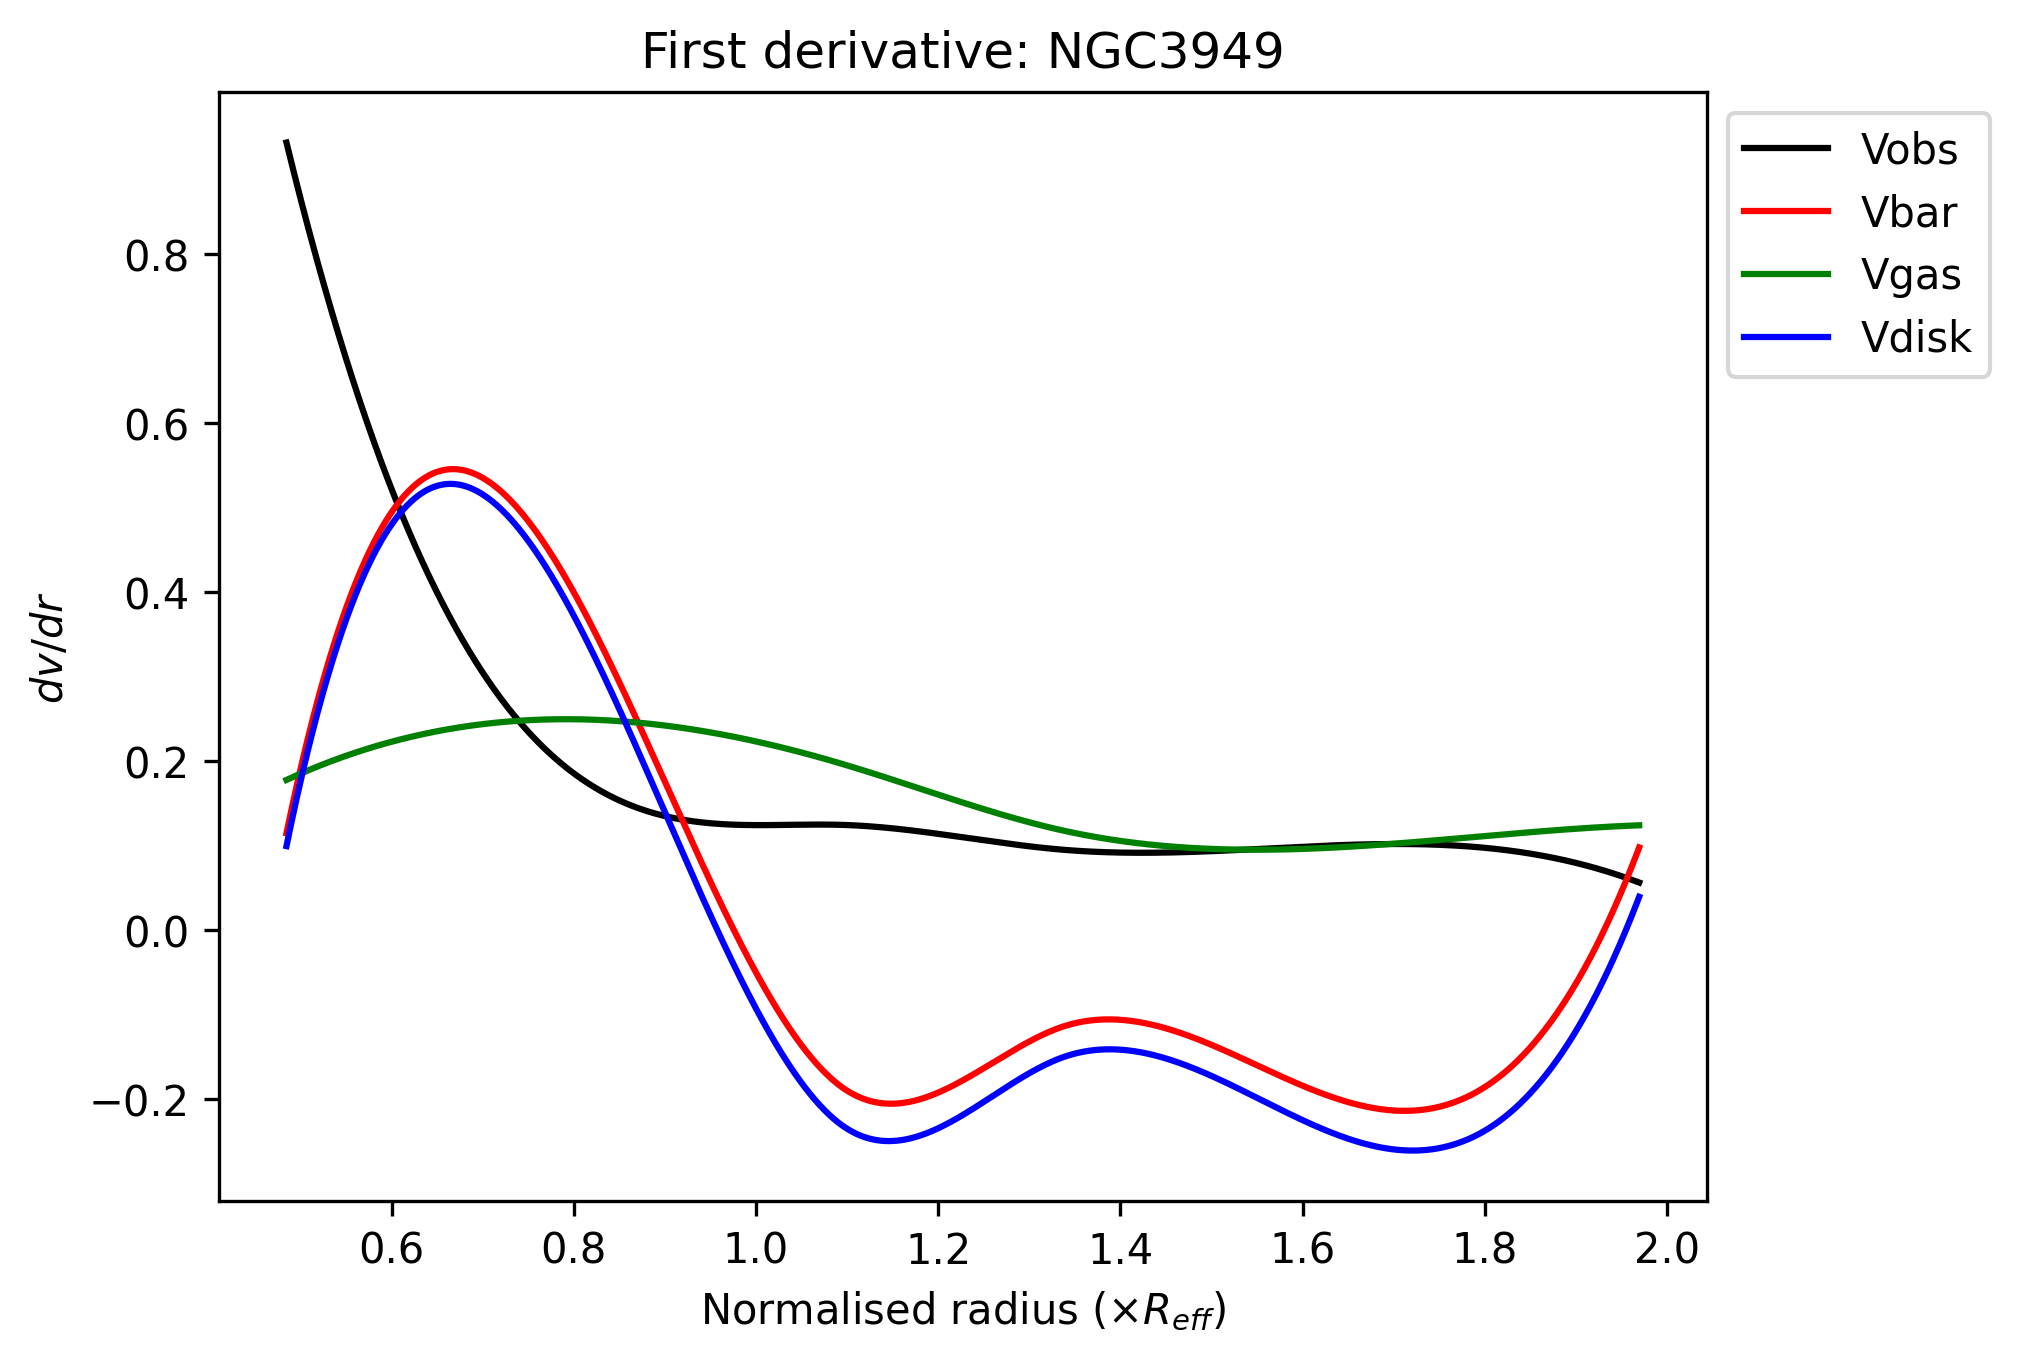 First derivative: NGC3949
Vobs
Vbar
Vgas
Vdisk
0.8
0.6
0.4
0.2
0.0
−0.2
dv/dr
0.6 0.8 1.0 1.2 1.4 1.6 1.8 2.0
Normalised radius (×R_eff)